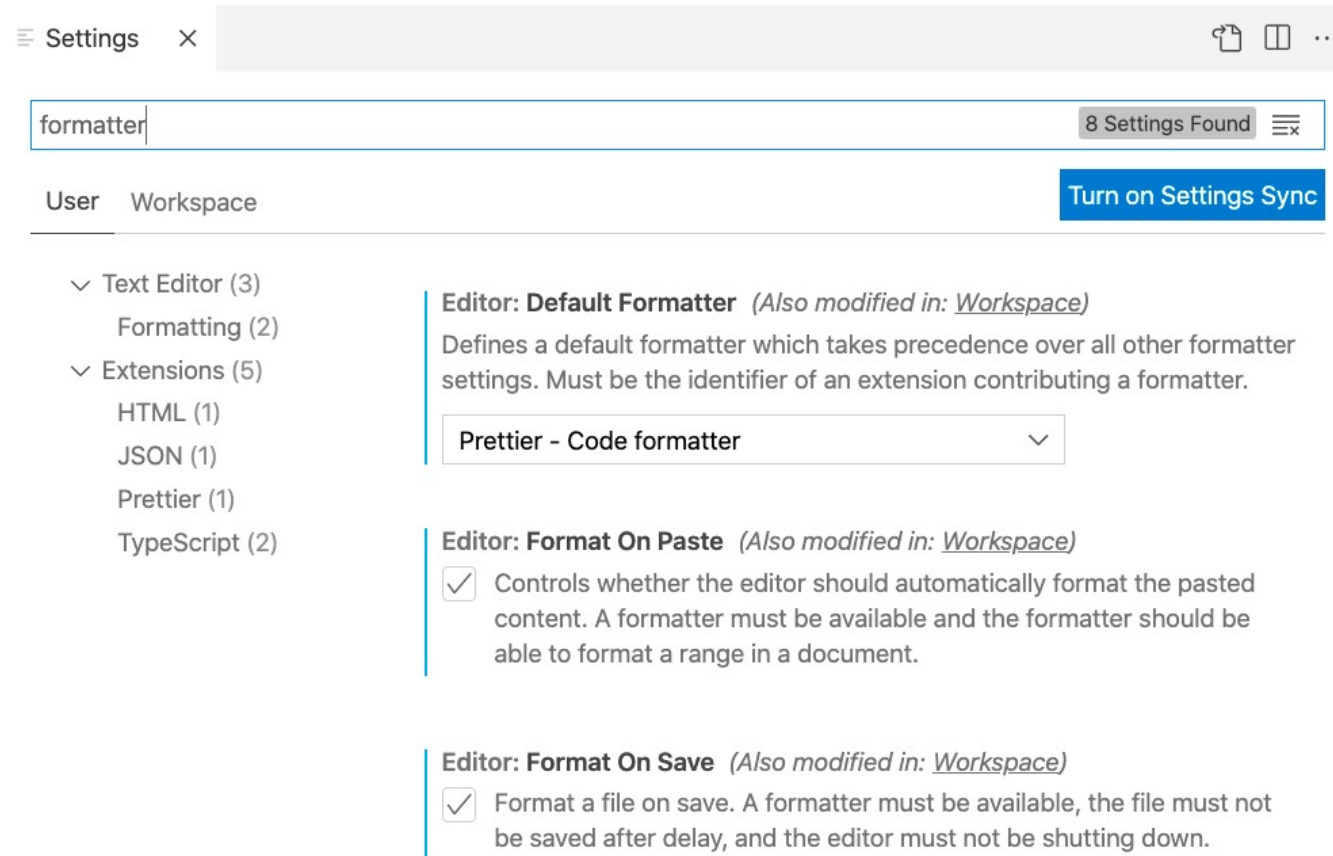 Settings
formatter
8 Settings Found
User
Workspace
Turn on Settings Sync
Text Editor (3)
Formatting (2)
Extensions (5)
HTML (1)
JSON (1)
Prettier (1)
TypeScript (2)
Editor: Default Formatter (Also modified in: Workspace)
Defines a default formatter which takes precedence over all other formatter
settings. Must be the identifier of an extension contributing a formatter.
Prettier - Code formatter
Editor: Format On Paste (Also modified in: Workspace)
Controls whether the editor should automatically format the pasted
content. A formatter must be available and the formatter should be
able to format a range in a document.
Editor: Format On Save (Also modified in: Workspace)
Format a file on save. A formatter must be available, the file must not
be saved after delay, and the editor must not be shutting down.